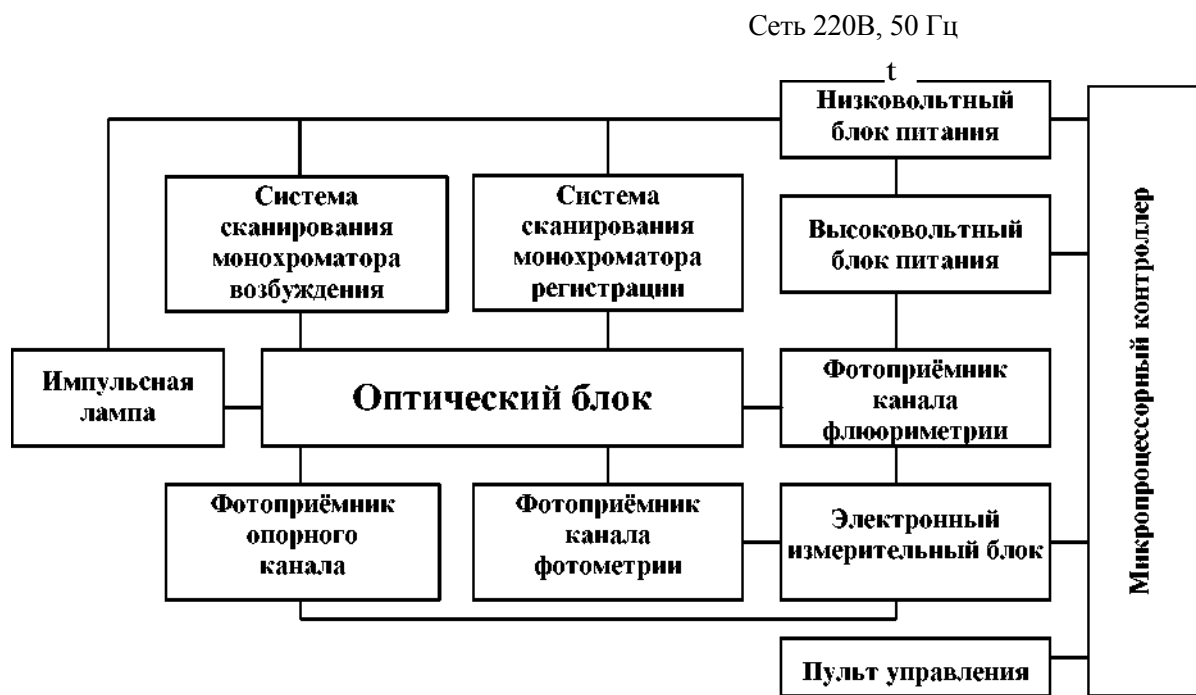 Сеть 220В, 50 Гц
t
Низковольтный
блок питания
Система
сканирования
монохроматора
возбуждения
Система
сканирования
монохроматора
регистрации
Высоковольтный
блок питания
Микропроцессорный контроллер
Импульсная
лампа
Оптический блок
Фотоприёмник
канала
флюориметрии
Фотоприёмник
опорного
канала
Фотоприёмник
канала
фотометрии
Электронный
измерительный блок
Пульт управления